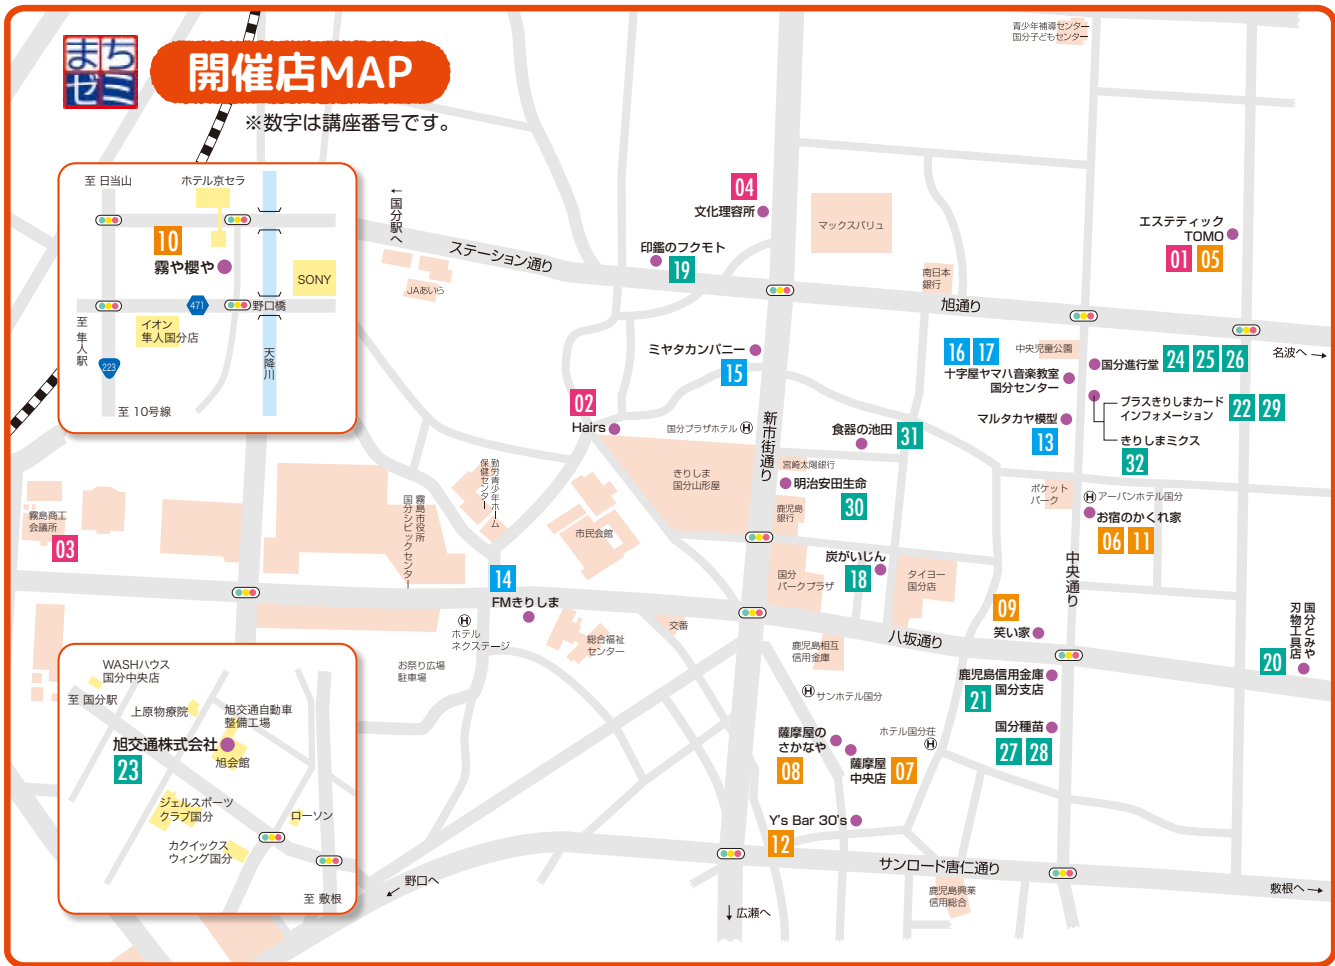 まち
ゼミ
開催店MAP
※数字は講座番号です。
青少年補導センター
国分子どもセンター
至 日当山
ホテル京セラ
10
霧や櫻や
SONY
471
野口橋
イオン
隼人国分店
至 隼人駅
223
天降川
至 10号線
←国分駅へ
ステーション通り
JAあいら
04
文化理容所
印鑑のフクモト
19
マックスバリュ
南日本
銀行
旭通り
エステティック
TOMO
01
05
名波へ→
ミヤタカンパニー
15
16
17
中央児童公園
十字屋ヤマハ音楽教室
国分センター
国分進行堂
24
25
26
プラスきりしまカード
インフォメーション
22
29
きりしまミクス
32
マルタカヤ模型
13
02
Hairs
国分プラザホテル
H
新市街通り
食器の池田
31
きりしま
国分山形屋
宮崎太陽銀行
明治安田生命
30
鹿児島
銀行
ポケット
パーク
H
アーバンホテル国分
お宿のかくれ家
06
11
霧島商工
会議所
03
霧島市役所
国分シビックセンター
勤労青少年ホーム
保健センター
市民会館
14
FMきりしま
H
ホテル
ネクステージ
お祭り広場
駐車場
総合福祉
センター
交番
国分
パークプラザ
炭がいじん
18
タイヨー
国分店
中央通り
09
笑い家
八坂通り
鹿児島相互
信用金庫
H
サンホテル国分
鹿児島信用金庫
国分支店
21
国分とみや
刃物工具店
20
国分種苗
27
28
薩摩屋の
さかなや
08
薩摩屋
中央店
07
ホテル国分荘
H
Y's Bar 30's
12
サンロード唐仁通り
鹿児島興業
信用総合
敷根へ→
↓広瀬へ
野口へ
WASHハウス
国分中央店
至 国分駅
上原物療院
旭交通自動車
整備工場
旭交通株式会社
23
旭会館
ジェルスポーツ
クラブ国分
ローソン
カクイックス
ウィング国分
至 敷根